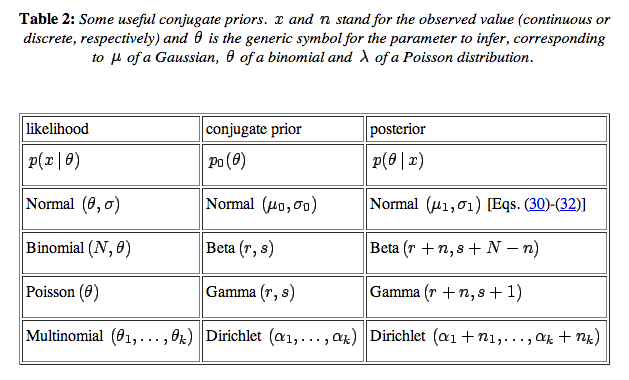 Table 2: Some useful conjugate priors. x and n stand for the observed value (continuous or
discrete, respectively) and θ is the generic symbol for the parameter to infer, corresponding
to μ of a Gaussian, θ of a binomial and λ of a Poisson distribution.
likelihood conjugate prior posterior
p(x | θ) p₀(θ) p(θ | x)
Normal (θ, σ) Normal (μ₀, σ₀) Normal (μ₁, σ₁) [Eqs. (30)-(32)]
Binomial (N, θ) Beta (r, s) Beta (r + n, s + N − n)
Poisson (θ) Gamma (r, s) Gamma (r + n, s + 1)
Multinomial (θ₁, . . . , θₖ) Dirichlet (α₁, . . . , αₖ) Dirichlet (α₁ + n₁, . . . , αₖ + nₖ)